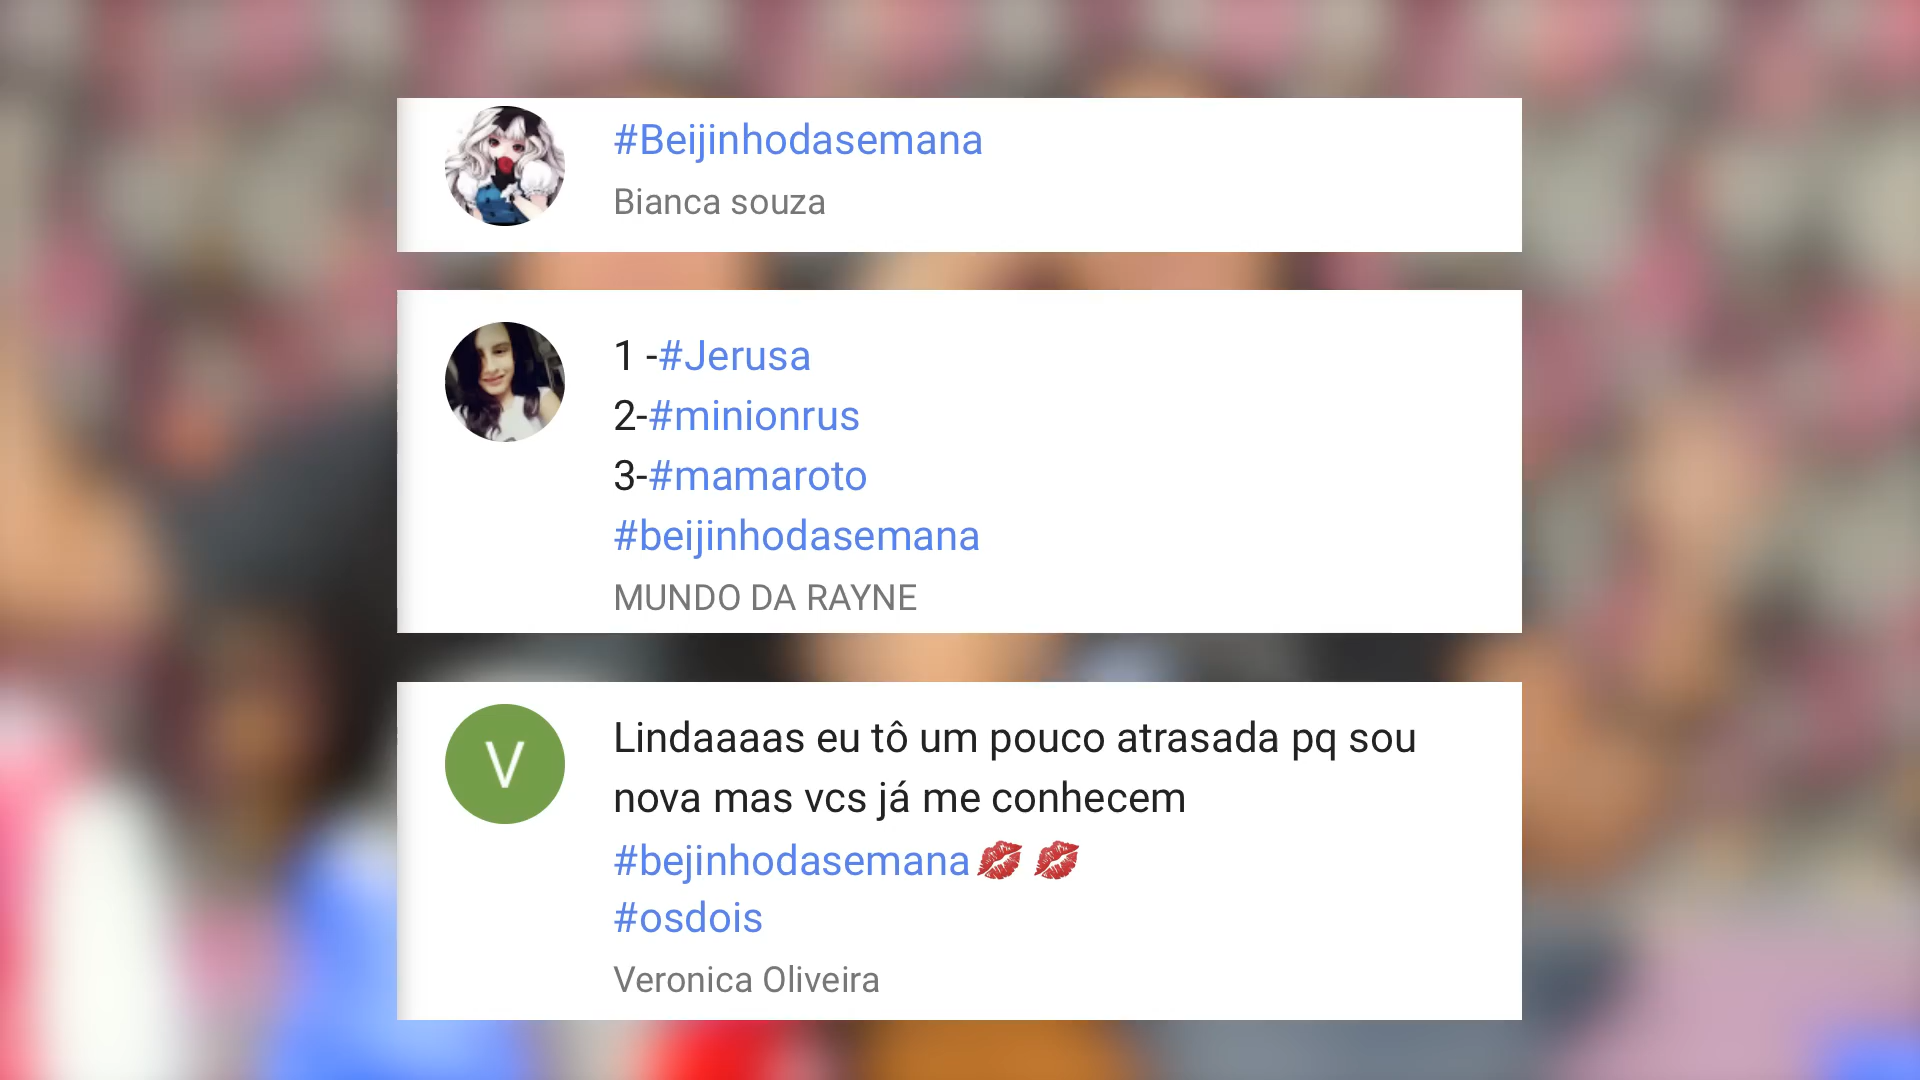 #Beijinhodasemana
Bianca souza
1 -#Jerusa
2-#minionrus
3-#mamaroto
#beijinhodasemana
MUNDO DA RAYNE
V
Lindaaaas eu tô um pouco atrasada pq sou
nova mas vcs já me conhecem
#bejinhodasemana💋 💋
#osdois
Veronica Oliveira